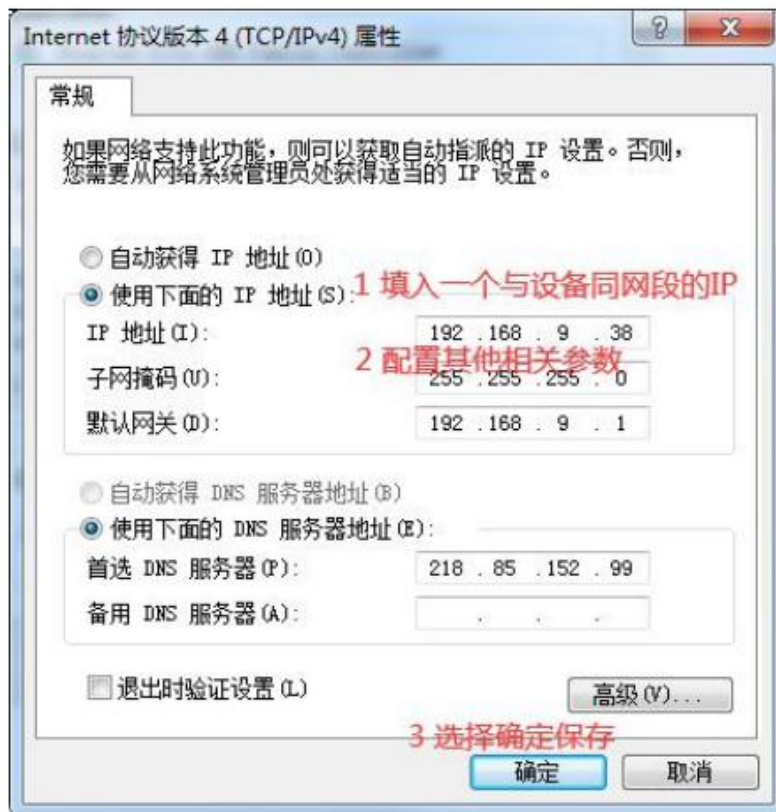 Internet 协议版本 4 (TCP/IPv4) 属性
常规
如果网络支持此功能，则可以获取自动指派的 IP 设置。否则，
您需要从网络系统管理员处获得适当的 IP 设置。
自动获得 IP 地址(O)
使用下面的 IP 地址(S):
1 填入一个与设备同网段的IP
IP 地址(I): 192 .168 . 9 . 38
2 配置其他相关参数
子网掩码(U): 255 .255 .255 . 0
默认网关(D): 192 .168 . 9 . 1
自动获得 DNS 服务器地址(B)
使用下面的 DNS 服务器地址(E):
首选 DNS 服务器(P): 218 . 85 .152 . 99
备用 DNS 服务器(A): . . .
退出时验证设置(L)
高级(V)...
3 选择确定保存
确定 取消